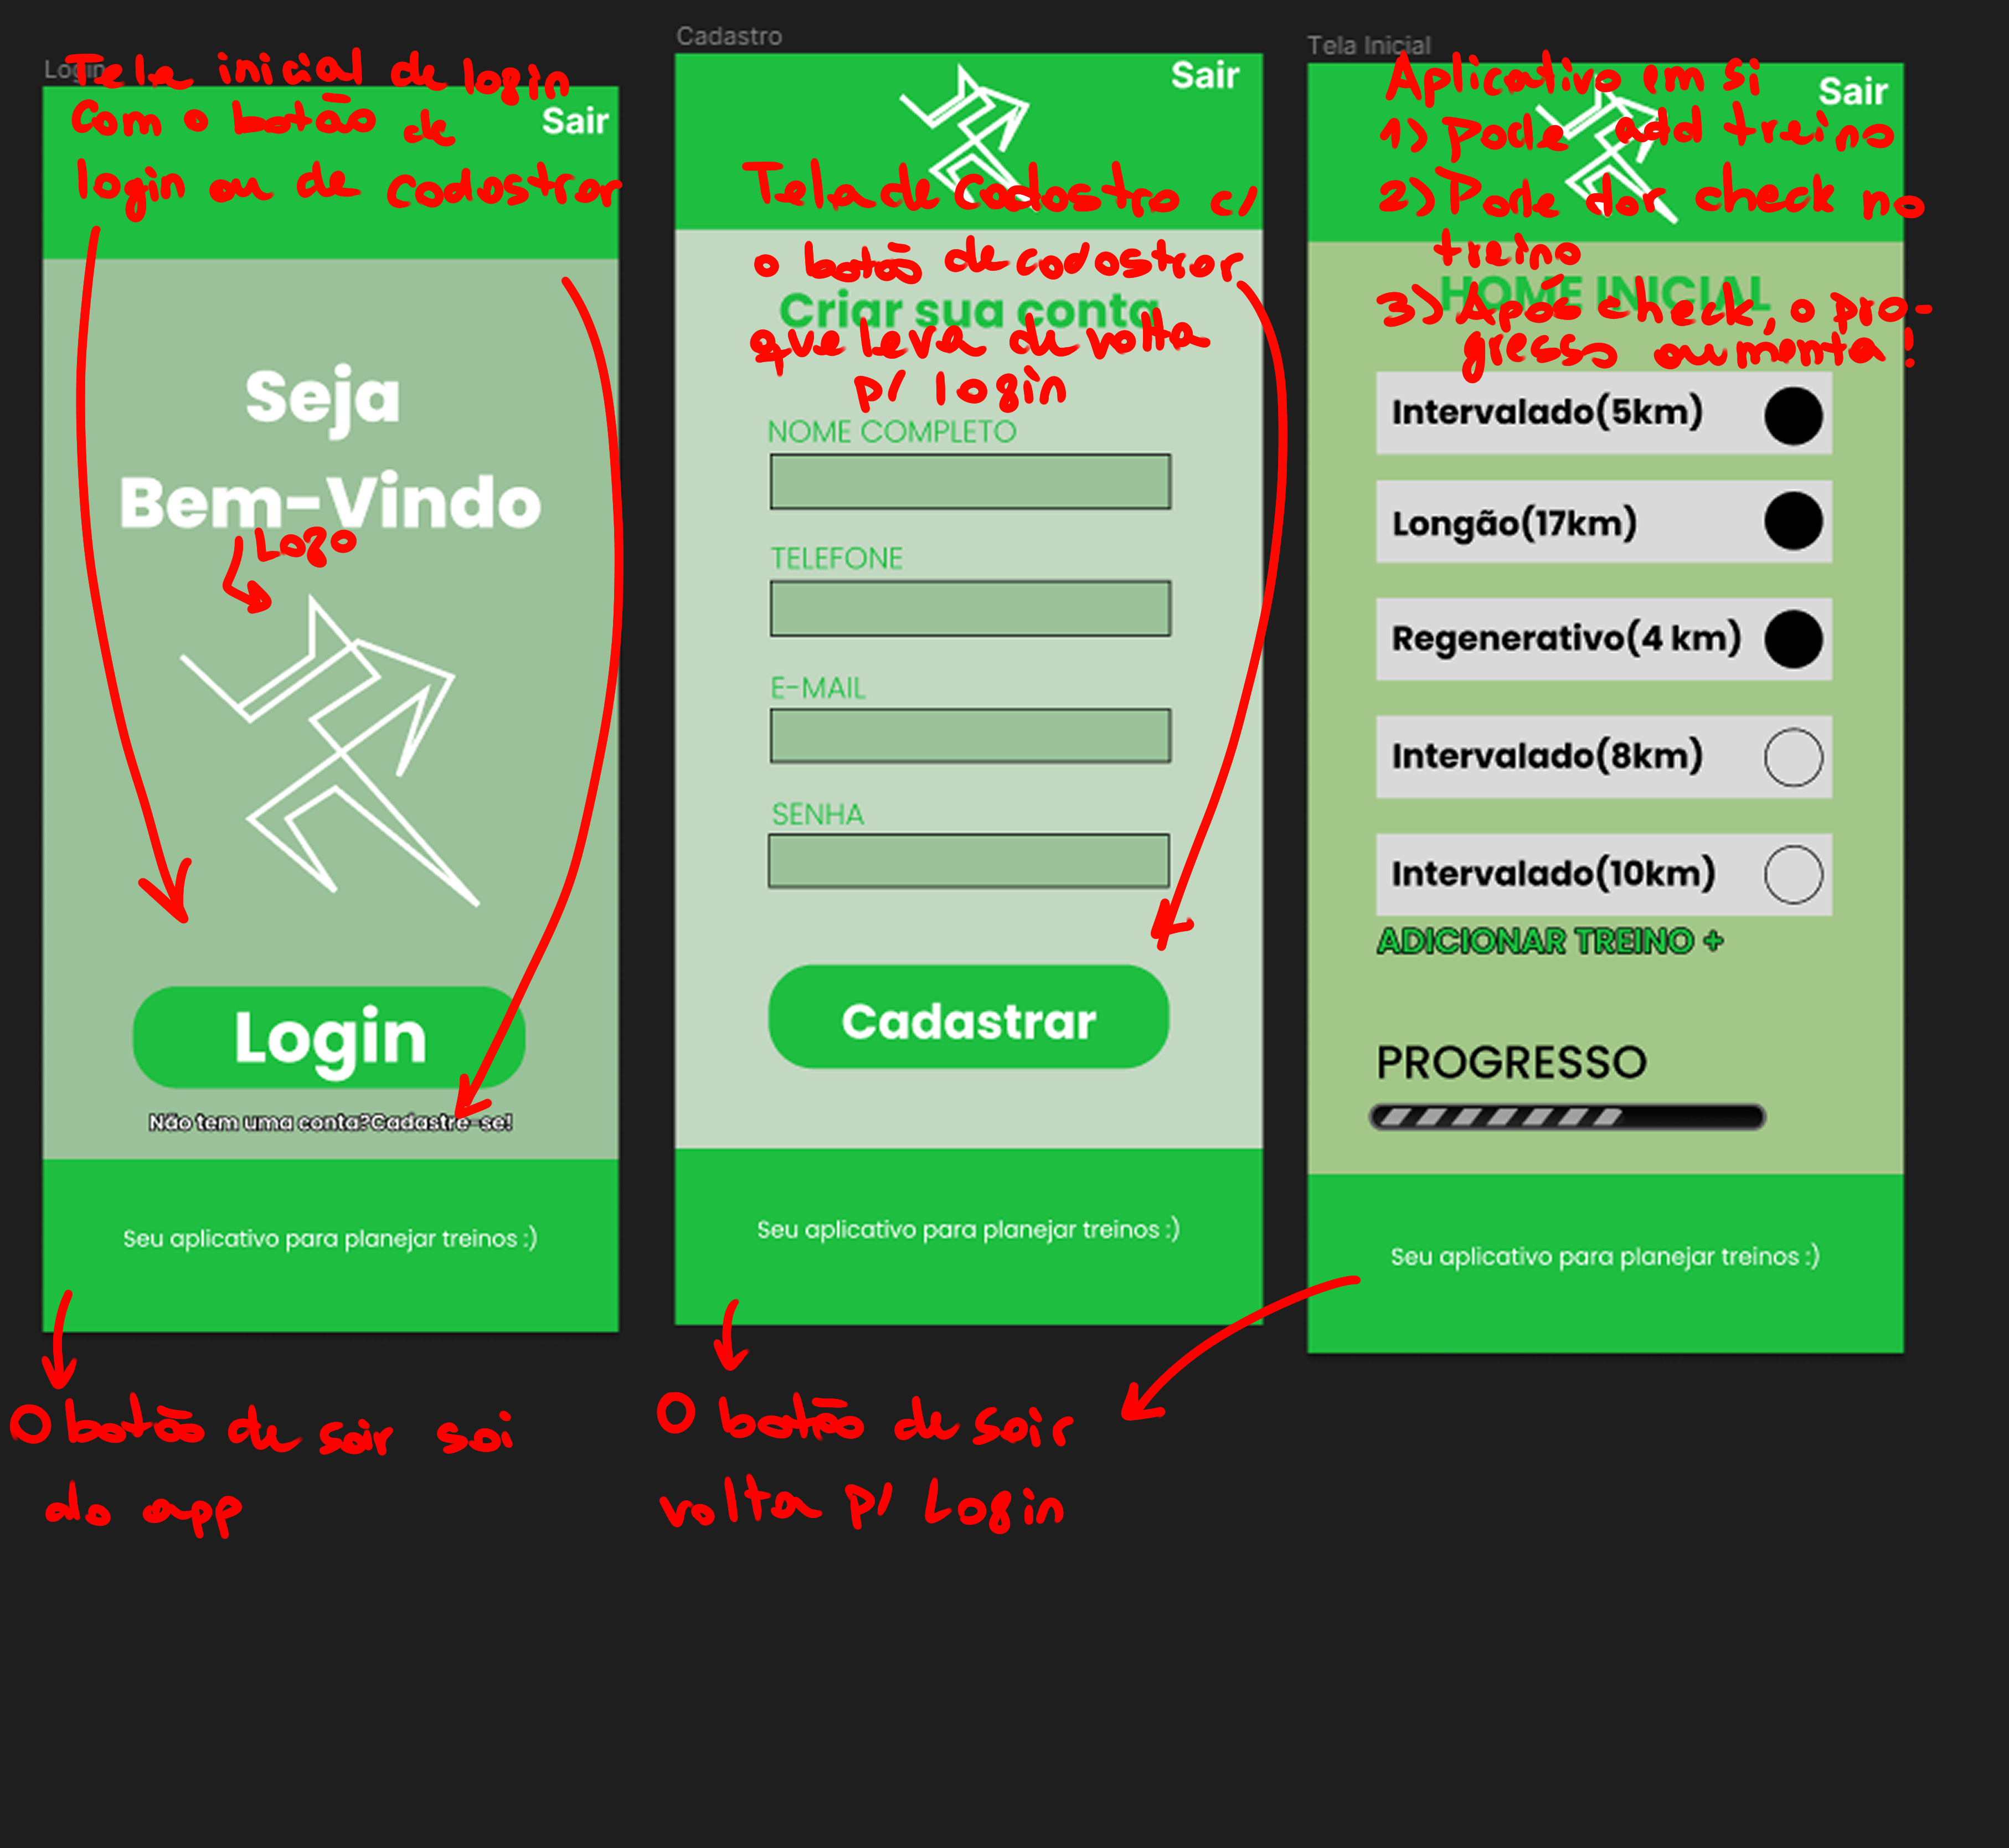 Login
Tela inicial de login
Com o botão de
login ou de cadastrar
Sair
Seja
Bem-Vindo
Logo
Login
Não tem uma conta?Cadastre-se!
Seu aplicativo para planejar treinos :)
O botão de sair sai
do app
Cadastro
Sair
Tela de cadastro c/
o botão de cadastrar
Criar sua conta
que leva de volta
p/ login
NOME COMPLETO
TELEFONE
E-MAIL
SENHA
Cadastrar
Seu aplicativo para planejar treinos :)
O botão de sair
volta p/ Login
Tela Inicial
Aplicativo em si
Sair
1) Pode add treino
2) Pode dar check no
treino
HOME INICIAL
3) Após check, o pro-
gresso aumenta!
Intervalado(5km)
Longão(17km)
Regenerativo(4 km)
Intervalado(8km)
Intervalado(10km)
ADICIONAR TREINO +
PROGRESSO
Seu aplicativo para planejar treinos :)